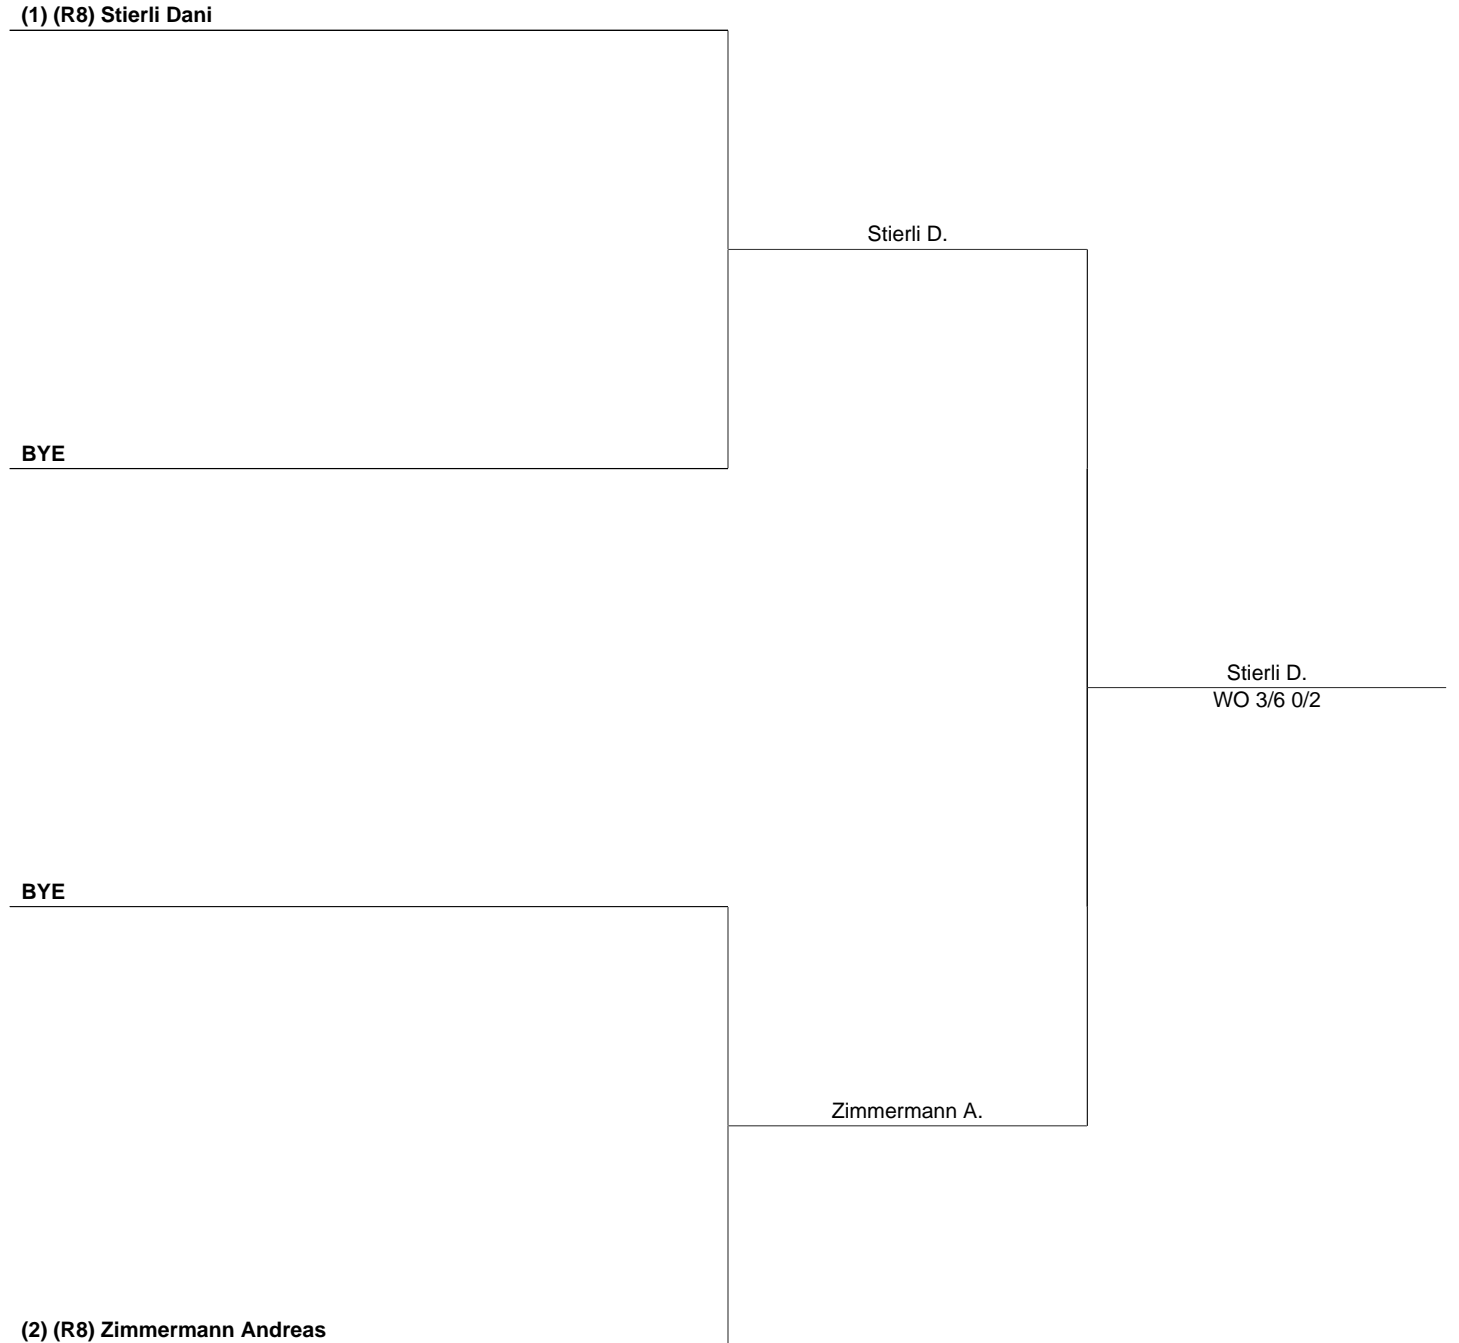 (1) (R8) Stierli Dani
Stierli D.
BYE
Stierli D.
WO 3/6 0/2
BYE
Zimmermann A.
(2) (R8) Zimmermann Andreas